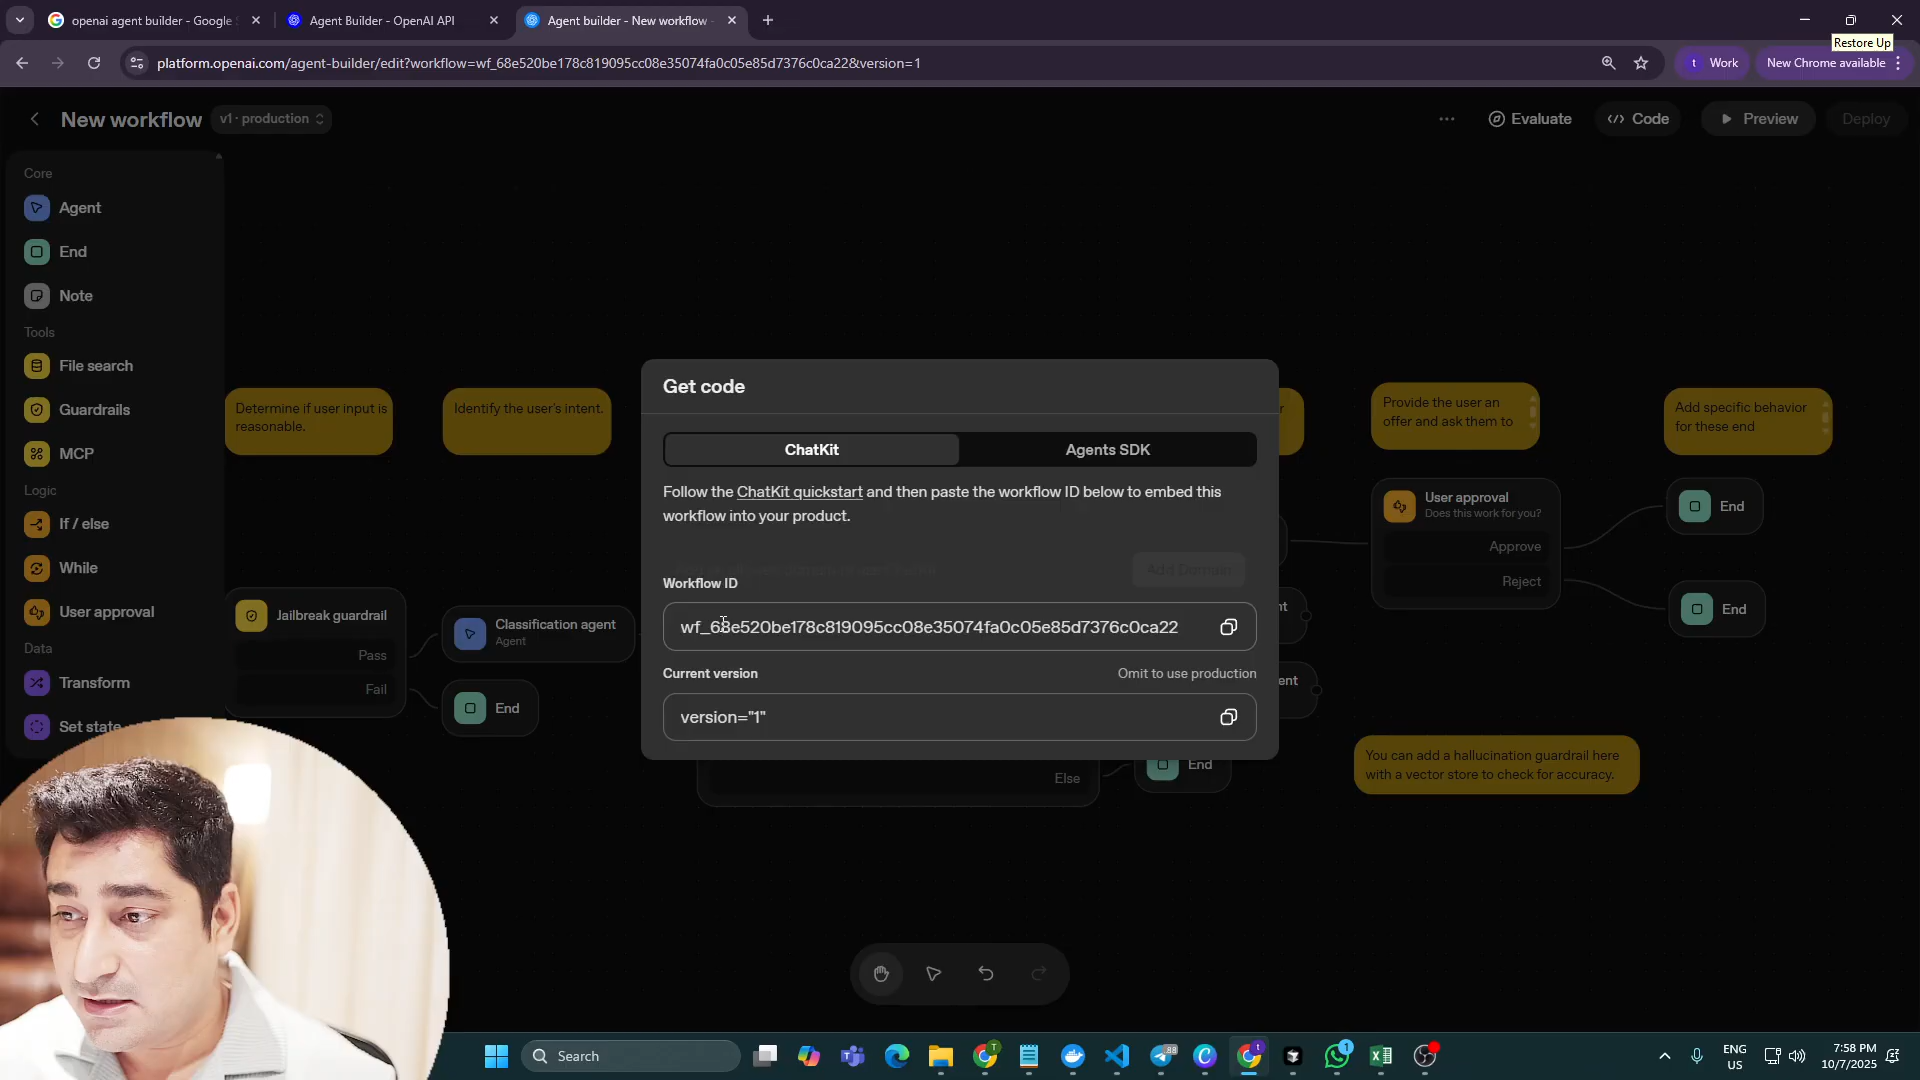 openai agent builder - Google S
Agent Builder - OpenAI API
Agent builder - New workflow -
Restore Up
platform.openai.com/agent-builder/edit?workflow=wf_68e520be178c819095cc08e35074fa0c05e85d7376c0ca22&version=1
t Work
New Chrome available
New workflow
v1 · production
Evaluate
Code
Preview
Deploy
Core
Agent
End
Note
Tools
File search
Guardrails
MCP
Logic
If / else
While
User approval
Data
Transform
Set state
Determine if user input is
reasonable.
Identify the user's intent.
Provide the user an
offer and ask them to
Add specific behavior
for these end
Jailbreak guardrail
Pass
Fail
Classification agent
Agent
End
Get code
ChatKit
Agents SDK
Follow the ChatKit quickstart and then paste the workflow ID below to embed this
workflow into your product.
Add Domain
Workflow ID
wf_68e520be178c819095cc08e35074fa0c05e85d7376c0ca22
Current version
Omit to use production
version="1"
User approval
Does this work for you?
Approve
Reject
End
End
Else
End
You can add a hallucination guardrail here
with a vector store to check for accuracy.
Search
88
1
ENG
US
7:58 PM
10/7/2025